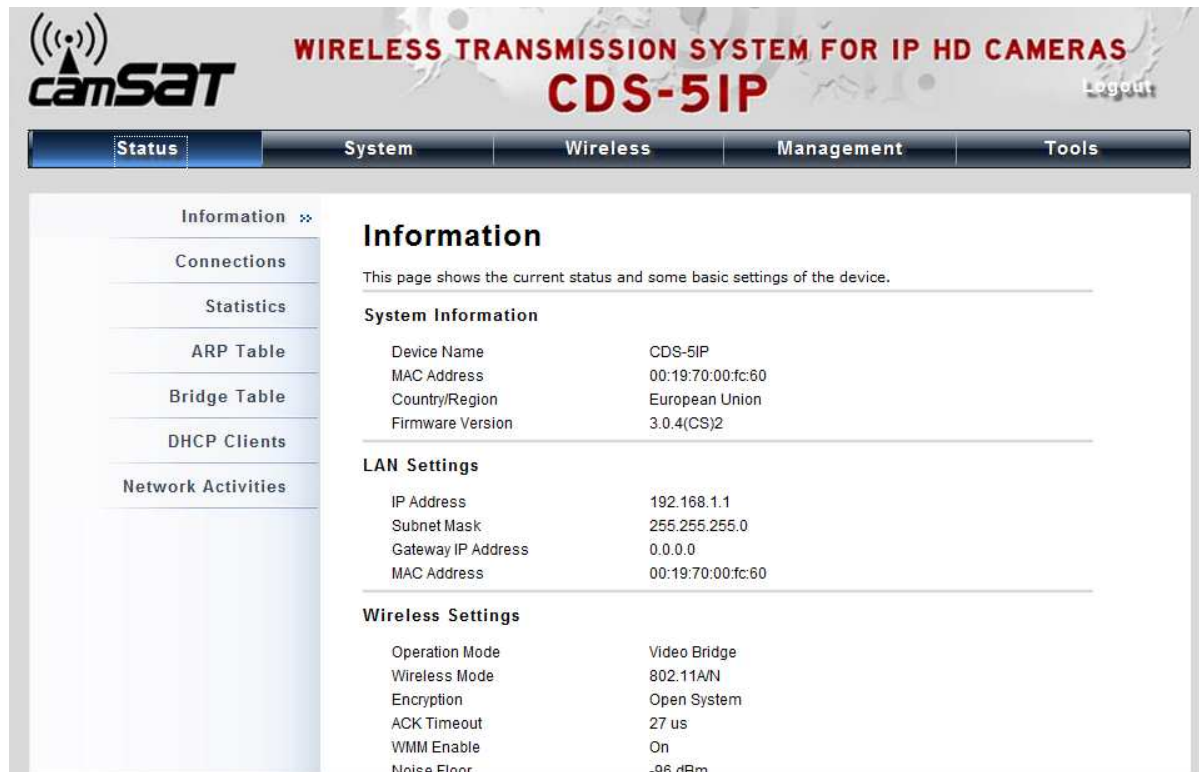 camSAT
WIRELESS TRANSMISSION SYSTEM FOR IP HD CAMERAS
CDS-5IP
Logout
Status System Wireless Management Tools
Information »
Connections
Statistics
ARP Table
Bridge Table
DHCP Clients
Network Activities
Information
This page shows the current status and some basic settings of the device.
System Information
Device Name CDS-5IP
MAC Address 00:19:70:00:fc:60
Country/Region European Union
Firmware Version 3.0.4(CS)2
LAN Settings
IP Address 192.168.1.1
Subnet Mask 255.255.255.0
Gateway IP Address 0.0.0.0
MAC Address 00:19:70:00:fc:60
Wireless Settings
Operation Mode Video Bridge
Wireless Mode 802.11A/N
Encryption Open System
ACK Timeout 27 us
WMM Enable On
Noise Floor -96 dBm